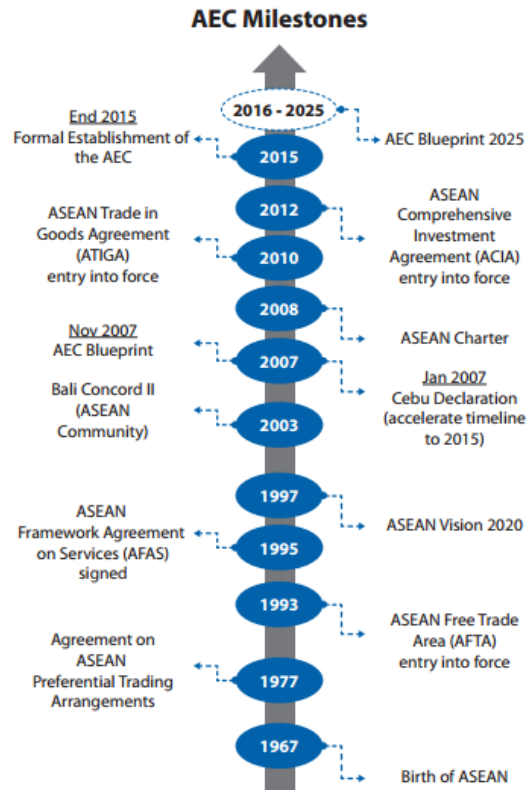 AEC Milestones
2016 - 2025
End 2015
Formal Establishment of
the AEC
AEC Blueprint 2025
2015
2012
ASEAN
Comprehensive
Investment
Agreement (ACIA)
entry into force
ASEAN Trade in
Goods Agreement
(ATIGA)
entry into force
2010
2008
ASEAN Charter
Nov 2007
AEC Blueprint
2007
Jan 2007
Cebu Declaration
(accelerate timeline
to 2015)
Bali Concord II
(ASEAN
Community)
2003
1997
ASEAN Vision 2020
ASEAN
Framework Agreement
on Services (AFAS)
signed
1995
1993
ASEAN Free Trade
Area (AFTA)
entry into force
Agreement on
ASEAN
Preferential Trading
Arrangements
1977
1967
Birth of ASEAN